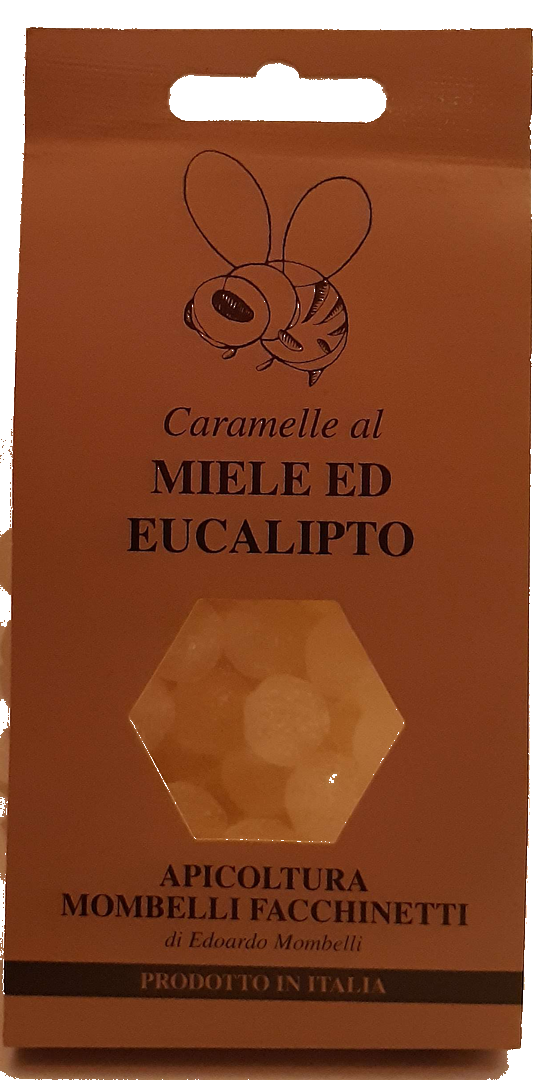 Caramelle al
MIELE ED
EUCALIPTO
APICOLTURA
MOMBELLI FACCHINETTI
di Edoardo Mombelli
PRODOTTO IN ITALIA